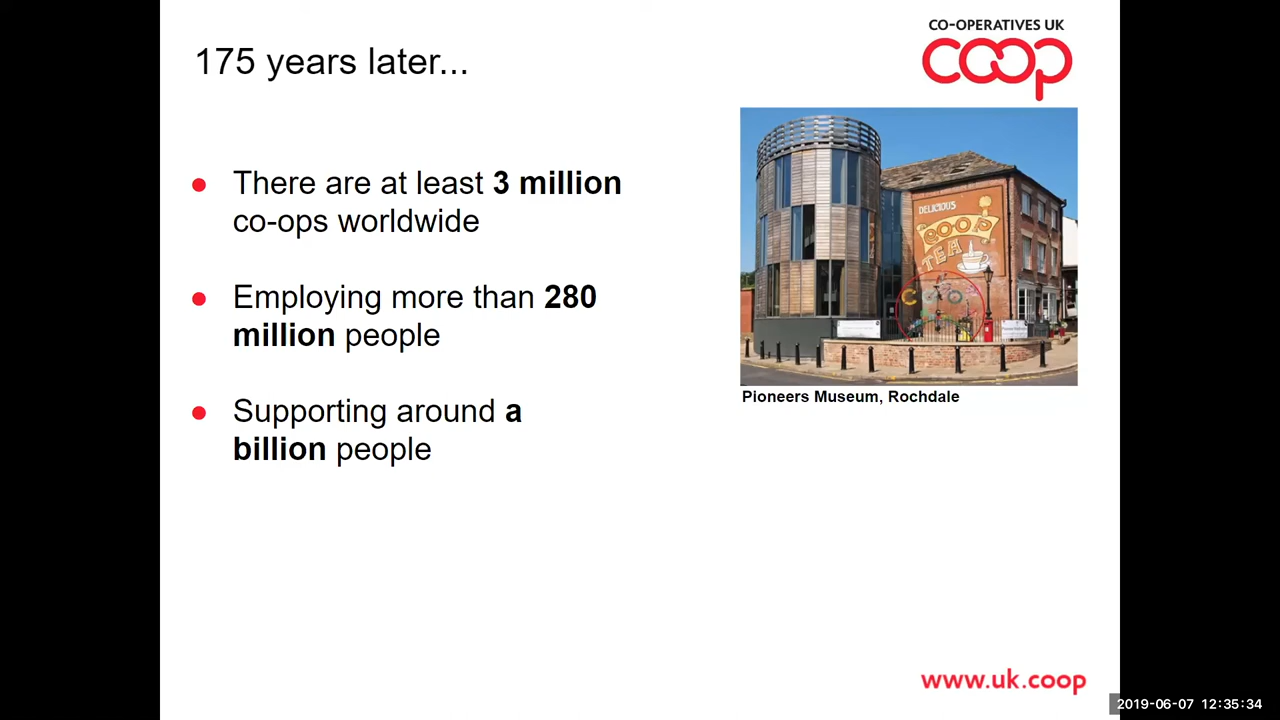 CO-OPERATIVES UK
coop
175 years later...
There are at least 3 million
co-ops worldwide
Employing more than 280
million people
Supporting around a
billion people
DELICIOUS
COOP
TEA
COOP
Pioneers Museum, Rochdale
www.uk.coop
2019-06-07 12:35:34